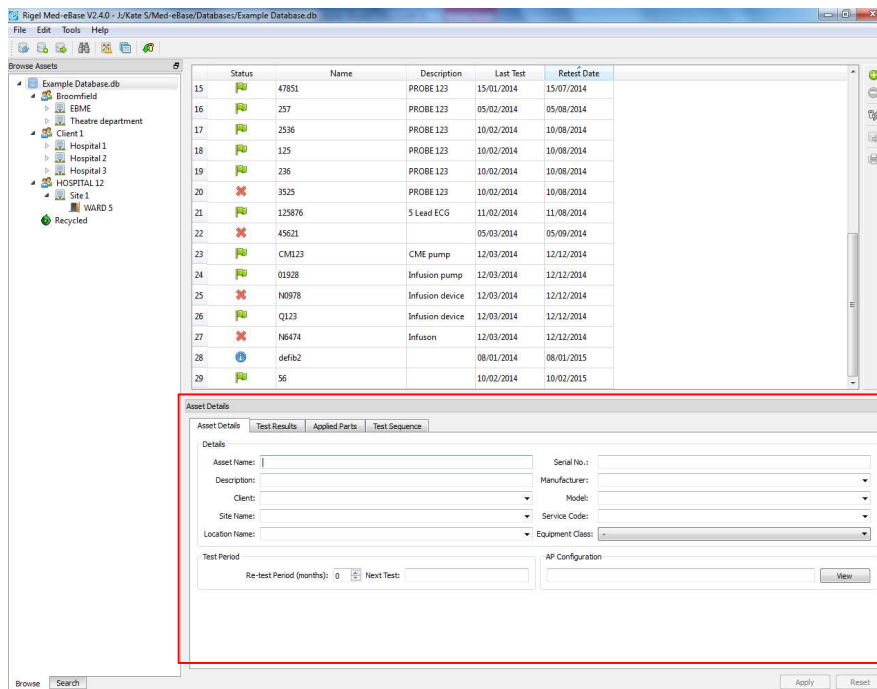 Rigel Med-eBase V2.4.0 - J:/Kate S/Med-eBase/Databases/Example Database.db
File Edit Tools Help
Browse Assets
Example Database.db
Broomfield
EBME
Theatre department
Client 1
Hospital 1
Hospital 2
Hospital 3
HOSPITAL 12
Site 1
WARD 5
Recycled
Status Name Description Last Test Retest Date
15 47851 PROBE 123 15/01/2014 15/07/2014
16 257 PROBE 123 05/02/2014 05/08/2014
17 2536 PROBE 123 10/02/2014 10/08/2014
18 125 PROBE 123 10/02/2014 10/08/2014
19 236 PROBE 123 10/02/2014 10/08/2014
20 3525 PROBE 123 10/02/2014 10/08/2014
21 125876 5 Lead ECG 11/02/2014 11/08/2014
22 45621 05/03/2014 05/09/2014
23 CM123 CME pump 12/03/2014 12/12/2014
24 01928 Infusion pump 12/03/2014 12/12/2014
25 N0978 Infusion device 12/03/2014 12/12/2014
26 Q123 Infusion device 12/03/2014 12/12/2014
27 N6474 Infuson 12/03/2014 12/12/2014
28 defib2 08/01/2014 08/01/2015
29 56 10/02/2014 10/02/2015
Asset Details
Asset Details Test Results Applied Parts Test Sequence
Details
Asset Name: Serial No.:
Description: Manufacturer:
Client: Model:
Site Name: Service Code:
Location Name: Equipment Class: -
Test Period AP Configuration
Re-test Period (months): 0 Next Test: View
Browse Search Apply Reset